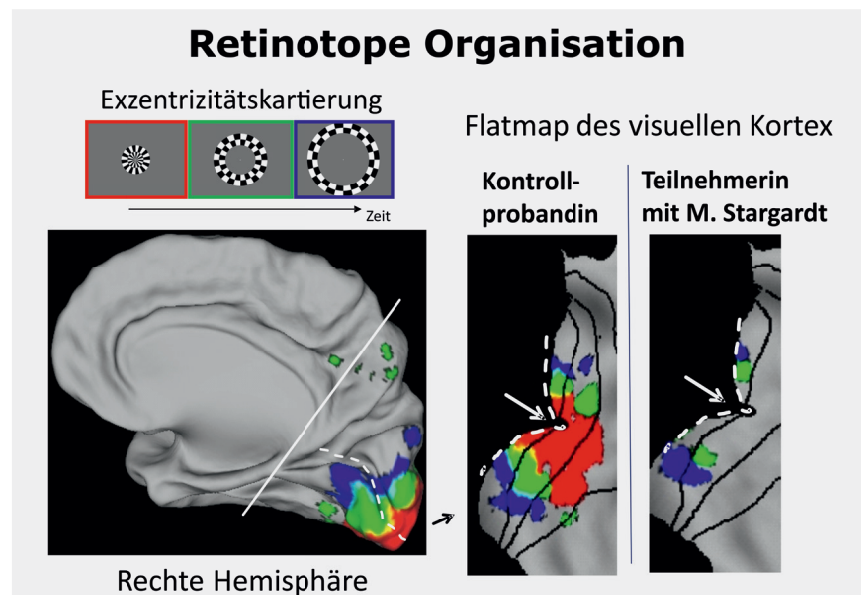 Retinotope Organisation
Exzentrizitätskartierung
Zeit
Rechte Hemisphäre
Flatmap des visuellen Kortex
Kontroll-
probandin
Teilnehmerin
mit M. Stargardt